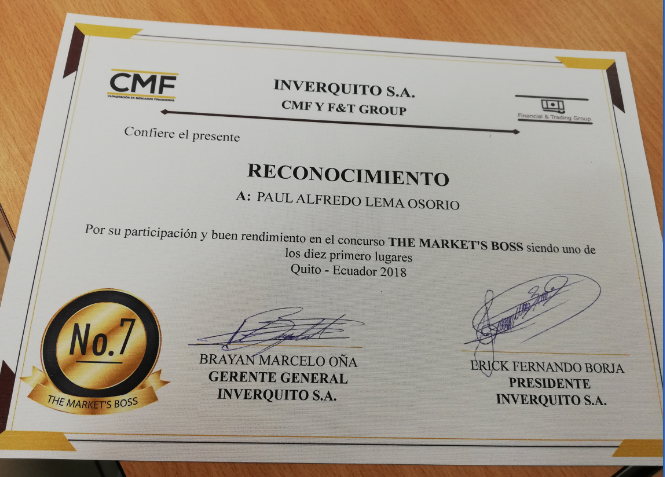 CMF
INVERQUITO S.A.
CMF Y F&T GROUP
Financial & Trading Group
Confiere el presente
RECONOCIMIENTO
A: PAUL ALFREDO LEMA OSORIO
Por su participación y buen rendimiento en el concurso THE MARKET'S BOSS siendo uno de
los diez primero lugares
Quito - Ecuador 2018
No.7
THE MARKET'S BOSS
BRAYAN MARCELO OÑA
GERENTE GENERAL
INVERQUITO S.A.
ERICK FERNANDO BORJA
PRESIDENTE
INVERQUITO S.A.